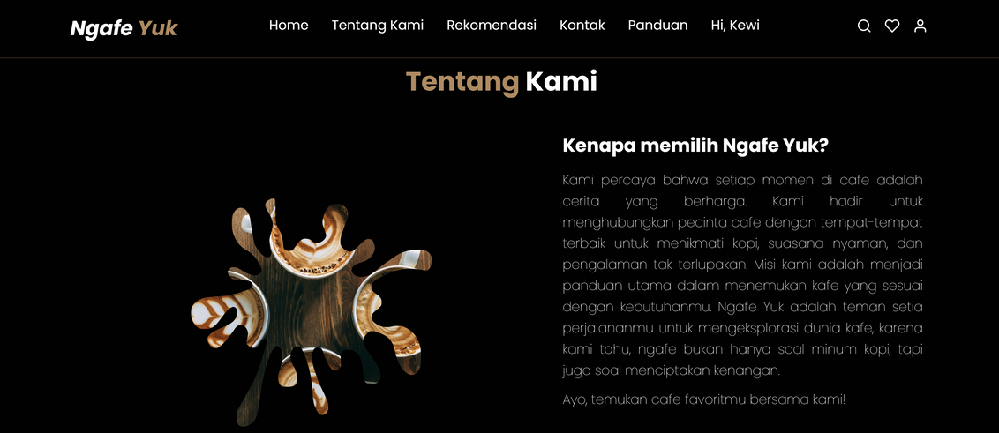 Ngafe Yuk
Home Tentang Kami Rekomendasi Kontak Panduan Hi, Kewi
Tentang Kami
Kenapa memilih Ngafe Yuk?
Kami percaya bahwa setiap momen di cafe adalah
cerita yang berharga. Kami hadir untuk
menghubungkan pecinta cafe dengan tempat-tempat
terbaik untuk menikmati kopi, suasana nyaman, dan
pengalaman tak terlupakan. Misi kami adalah menjadi
panduan utama dalam menemukan kafe yang sesuai
dengan kebutuhanmu. Ngafe Yuk adalah teman setia
perjalananmu untuk mengeksplorasi dunia kafe, karena
kami tahu, ngafe bukan hanya soal minum kopi, tapi
juga soal menciptakan kenangan.
Ayo, temukan cafe favoritmu bersama kami!